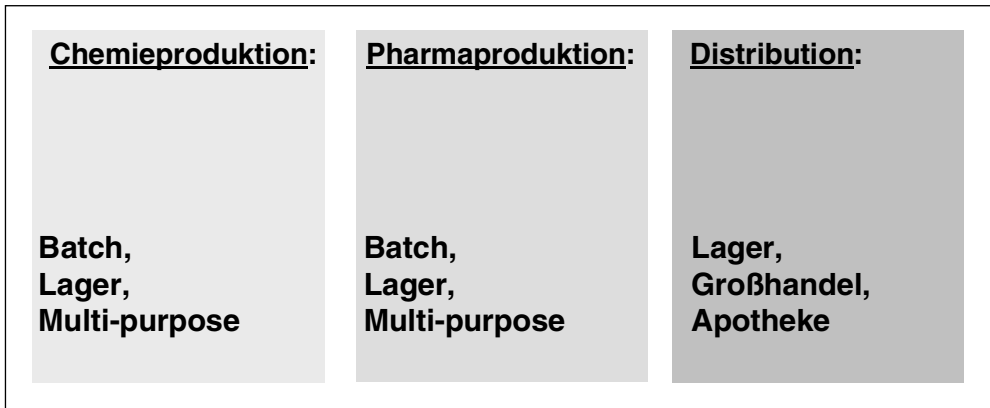 Chemieproduktion:
Batch,
Lager,
Multi-purpose
Pharmaproduktion:
Batch,
Lager,
Multi-purpose
Distribution:
Lager,
Großhandel,
Apotheke